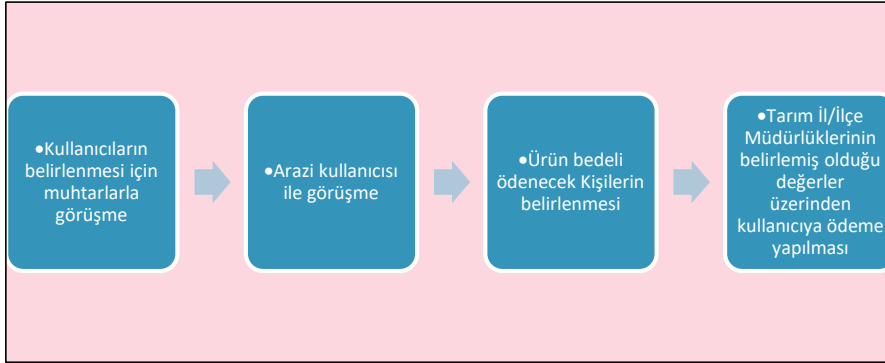 •Kullanıcıların
belirlenmesi için
muhtarlarla
görüşme
•Arazi kullanıcısı
ile görüşme
•Ürün bedeli
ödenecek Kişilerin
belirlenmesi
•Tarım İl/İlçe
Müdürlüklerinin
belirlemiş olduğu
değerler
üzerinden
kullanıcıya ödeme
yapılması